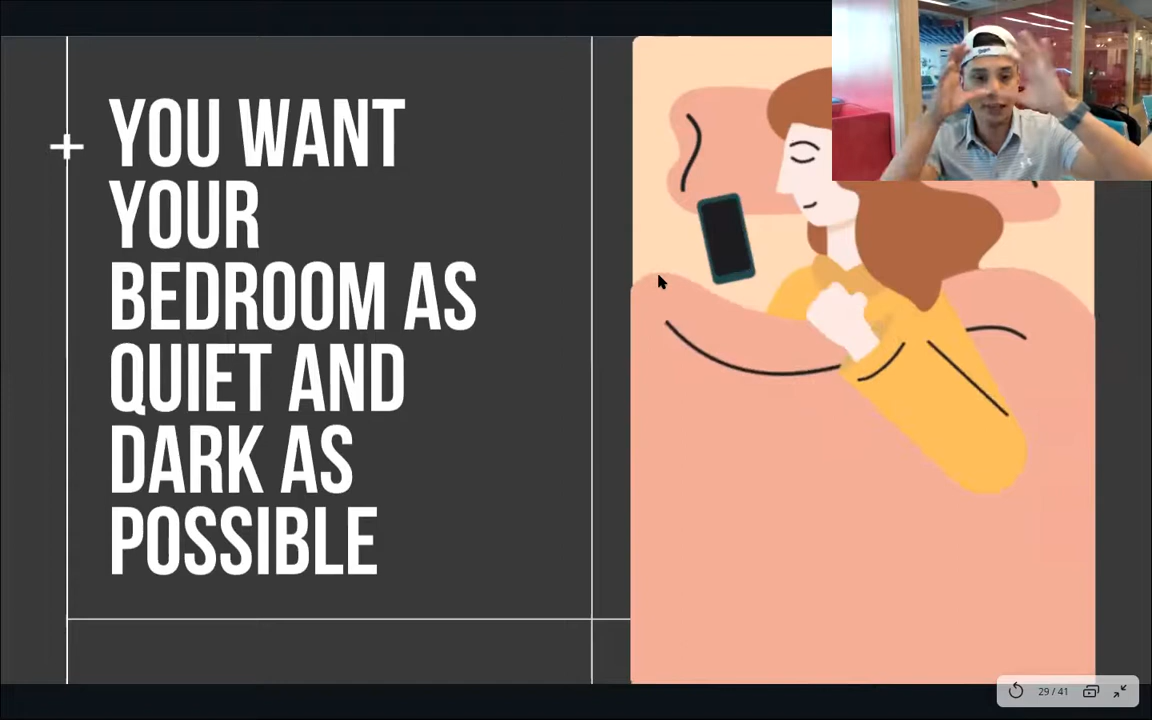 YOU WANT
YOUR
BEDROOM AS
QUIET AND
DARK AS
POSSIBLE
29 / 41